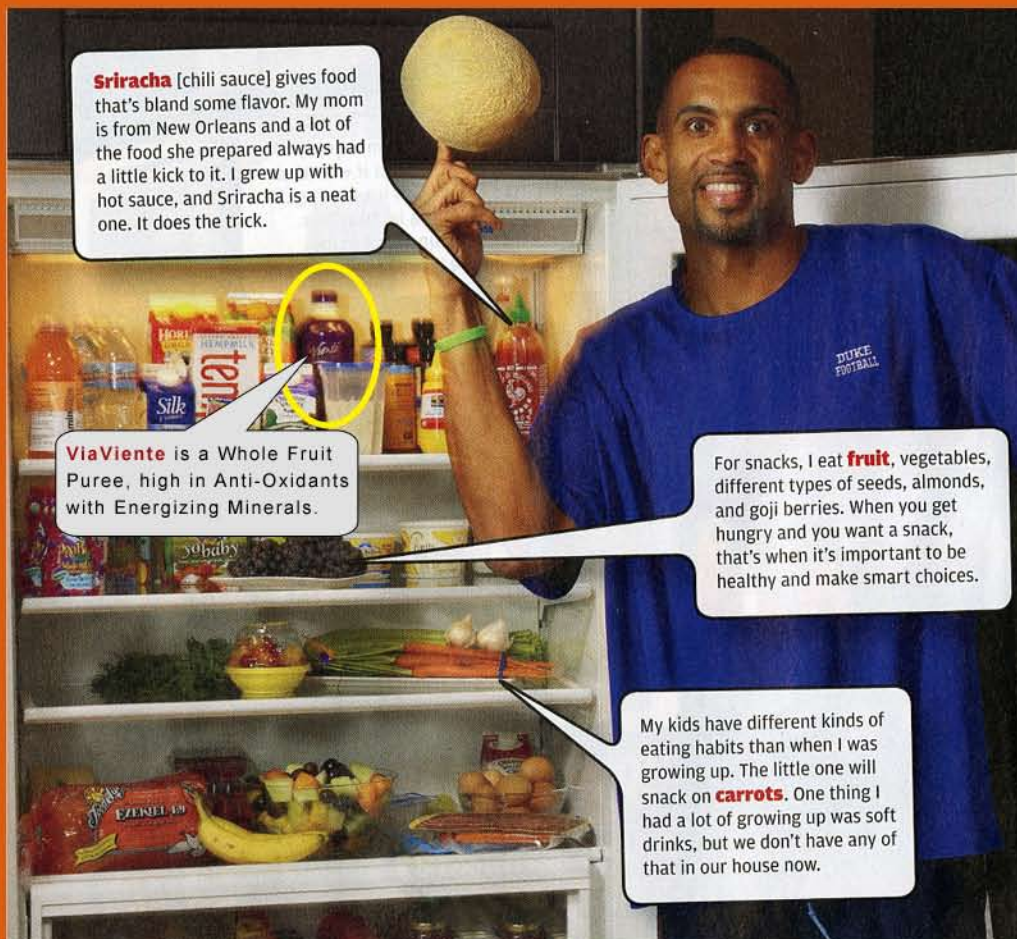 Sriracha [chili sauce] gives food
that's bland some flavor. My mom
is from New Orleans and a lot of
the food she prepared always had
a little kick to it. I grew up with
hot sauce, and Sriracha is a neat
one. It does the trick.
DUKE
FOOTBALL
HEMPMILK
Silk
ViaViente is a Whole Fruit
Puree, high in Anti-Oxidants
with Energizing Minerals.
For snacks, I eat fruit, vegetables,
different types of seeds, almonds,
and goji berries. When you get
hungry and you want a snack,
that's when it's important to be
healthy and make smart choices.
My kids have different kinds of
eating habits than when I was
growing up. The little one will
snack on carrots. One thing I
had a lot of growing up was soft
drinks, but we don't have any of
that in our house now.
EZEKIEL 4:9